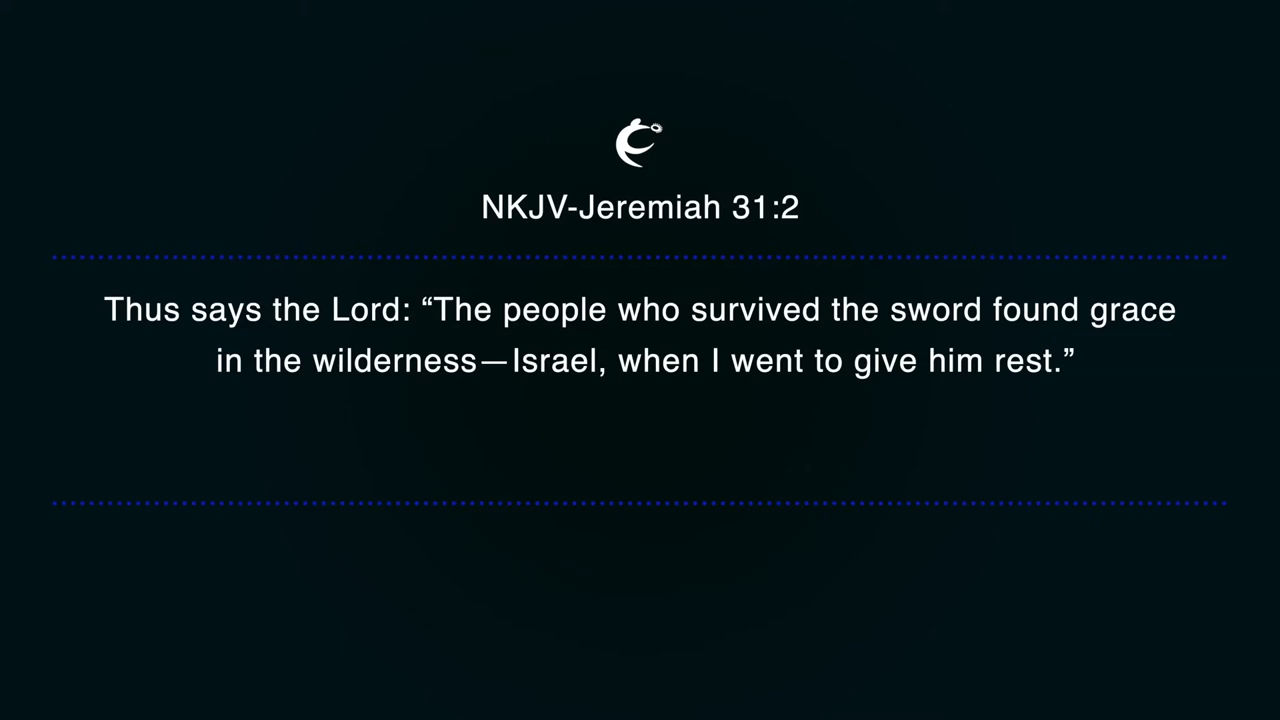 NKJV-Jeremiah 31:2
Thus says the Lord: “The people who survived the sword found grace
in the wilderness—Israel, when I went to give him rest.”